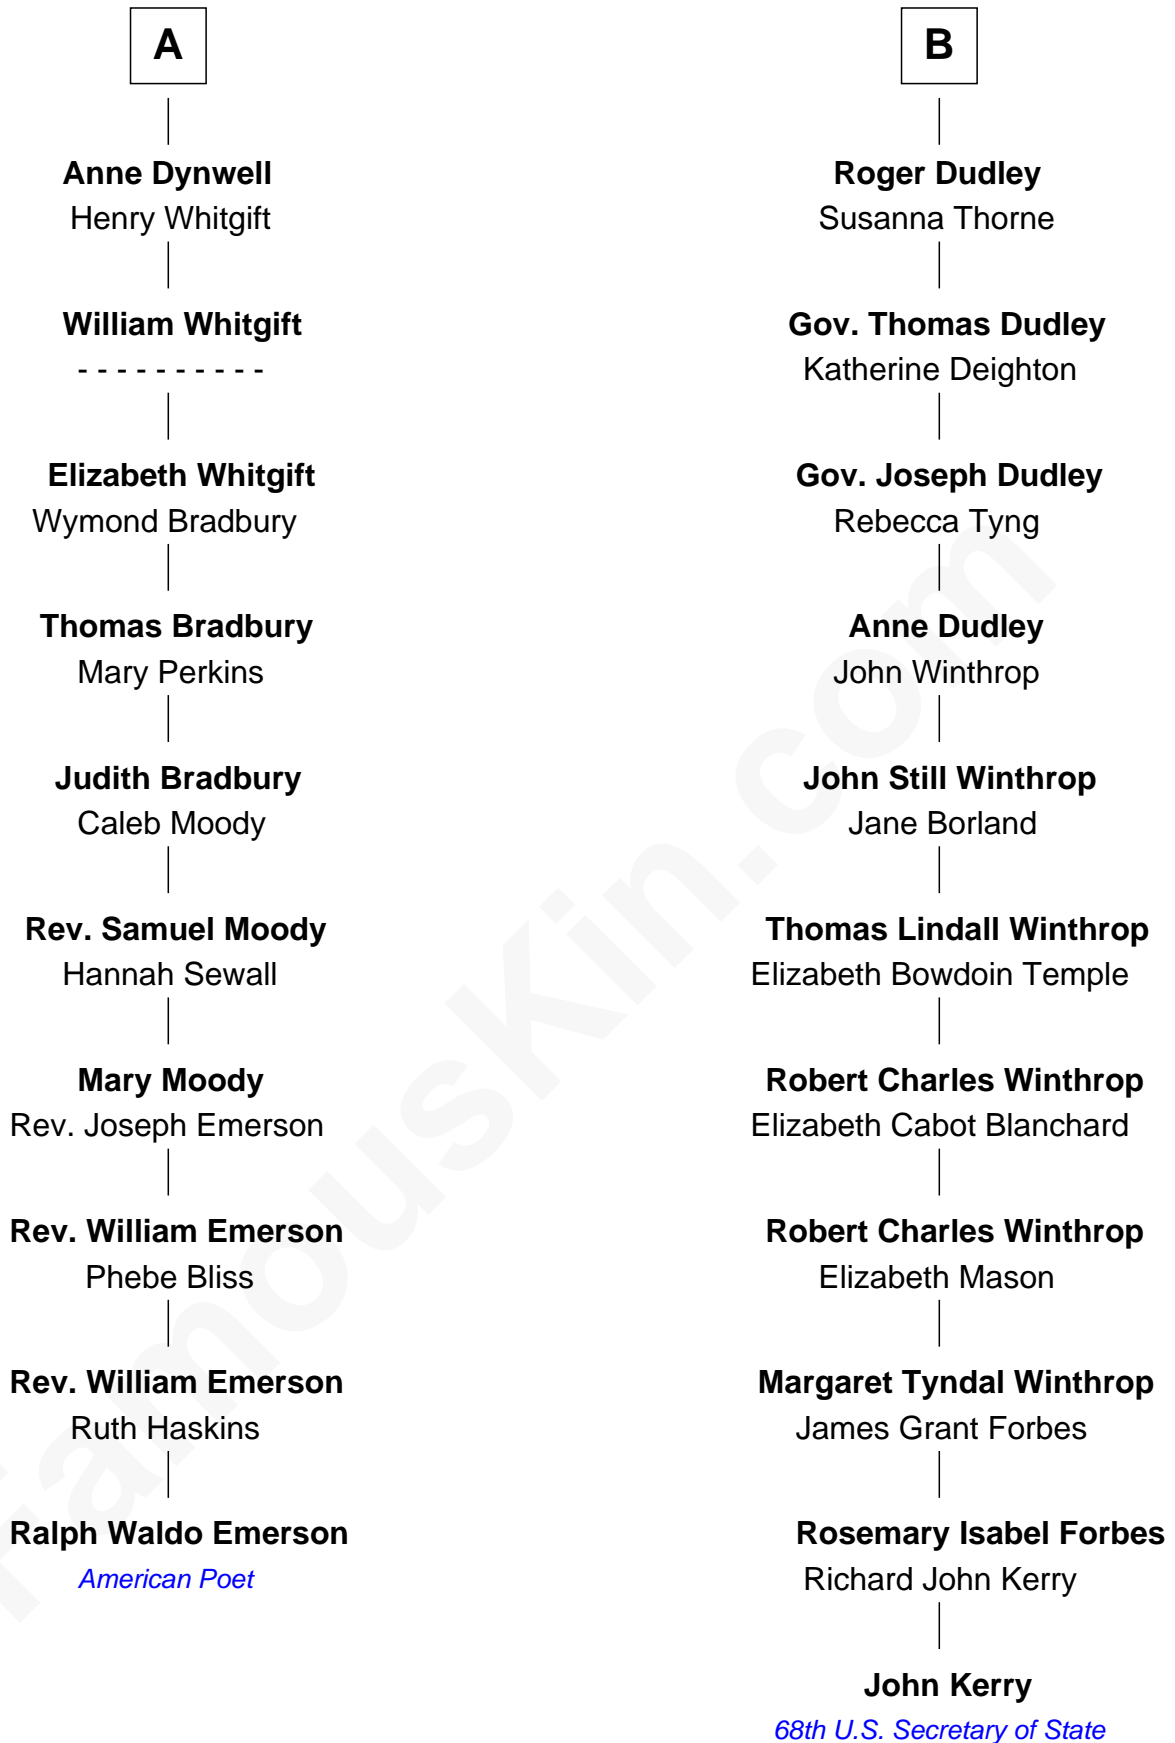 A
Anne Dynwell
Henry Whitgift
William Whitgift
- - - - - - - - - -
Elizabeth Whitgift
Wymond Bradbury
Thomas Bradbury
Mary Perkins
Judith Bradbury
Caleb Moody
Rev. Samuel Moody
Hannah Sewall
Mary Moody
Rev. Joseph Emerson
Rev. William Emerson
Phebe Bliss
Rev. William Emerson
Ruth Haskins
Ralph Waldo Emerson
American Poet
B
Roger Dudley
Susanna Thorne
Gov. Thomas Dudley
Katherine Deighton
Gov. Joseph Dudley
Rebecca Tyng
Anne Dudley
John Winthrop
John Still Winthrop
Jane Borland
Thomas Lindall Winthrop
Elizabeth Bowdoin Temple
Robert Charles Winthrop
Elizabeth Cabot Blanchard
Robert Charles Winthrop
Elizabeth Mason
Margaret Tyndal Winthrop
James Grant Forbes
Rosemary Isabel Forbes
Richard John Kerry
John Kerry
68th U.S. Secretary of State
FamousKin.com